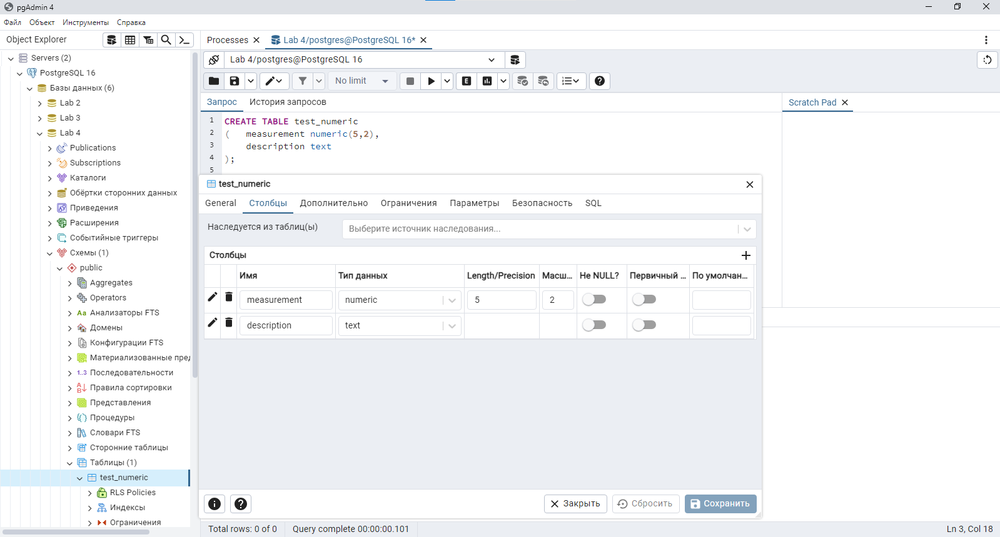 pgAdmin 4
Файл Объект Инструменты Справка
Object Explorer
Processes
Lab 4/postgres@PostgreSQL 16*
Servers (2)
PostgreSQL 16
Базы данных (6)
Lab 2
Lab 3
Lab 4
Publications
Subscriptions
Каталоги
Обёртки сторонних данных
Приведения
Расширения
Событийные триггеры
Схемы (1)
public
Aggregates
Operators
Анализаторы FTS
Домены
Конфигурации FTS
Материализованные пред
Последовательности
Правила сортировки
Представления
Процедуры
Словари FTS
Сторонние таблицы
Таблицы (1)
test_numeric
RLS Policies
Индексы
Ограничения
Lab 4/postgres@PostgreSQL 16
No limit
E
Запрос История запросов
Scratch Pad
1 CREATE TABLE test_numeric
2 ( measurement numeric(5,2),
3 description text
4 );
5
test_numeric
General Столбцы Дополнительно Ограничения Параметры Безопасность SQL
Наследуется из таблиц(ы) Выберите источник наследования...
Столбцы
Имя Тип данных Length/Precision Масш... Не NULL? Первичный ... По умолчан...
measurement numeric 5 2
description text
Закрыть Сбросить Сохранить
Total rows: 0 of 0 Query complete 00:00:00.101 Ln 3, Col 18